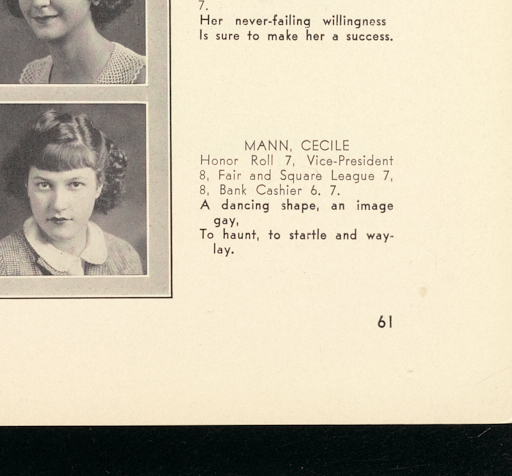 7.
Her never-failing willingness
Is sure to make her a success.
MANN, CECILE
Honor Roll 7, Vice-President
8, Fair and Square League 7,
8, Bank Cashier 6. 7.
A dancing shape, an image
gay,
To haunt, to startle and way-
lay.
61